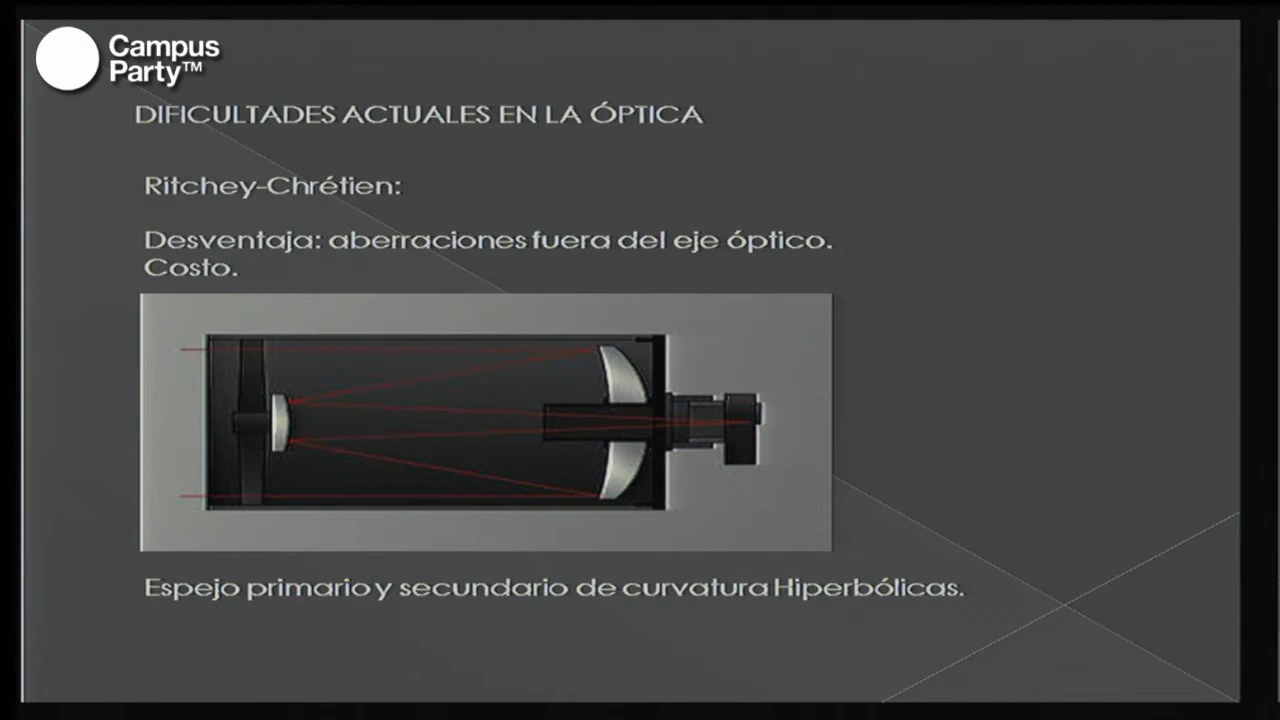 Campus
Party™
DIFICULTADES ACTUALES EN LA ÓPTICA
Ritchey-Chrétien:
Desventaja: aberraciones fuera del eje óptico.
Costo.
Espejo primario y secundario de curvatura Hiperbólicas.